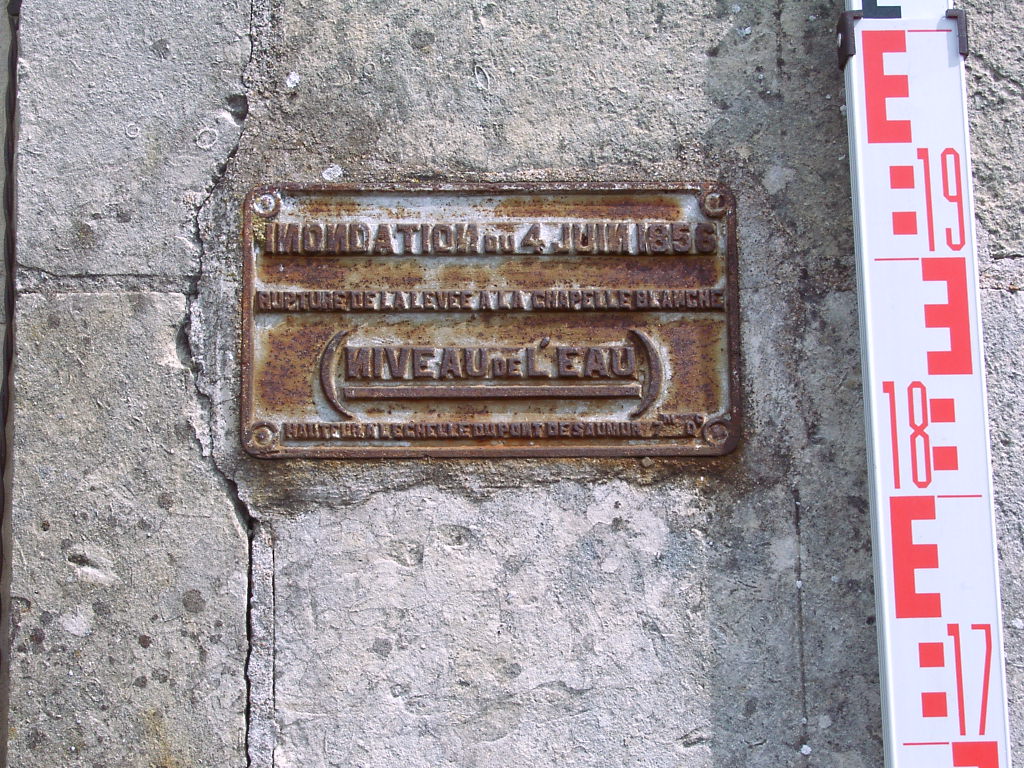 INONDATION DU 4 JUIN 1856
RUPTURE DE LA LEVÉE A LA CHAPELLE BLANCHE
NIVEAU DE L'EAU
HAUTEUR A L'ECHELLE DU PONT DE SAUMUR
19
18
17